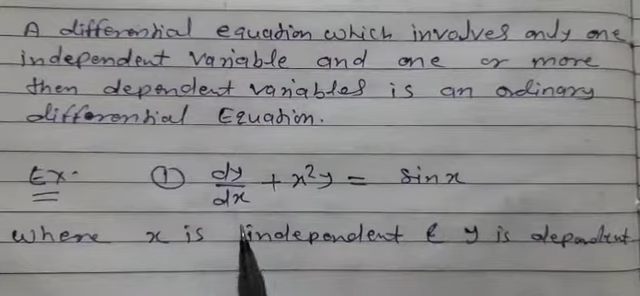 A differential equation which involves only one
independent variable and one or more
then dependent variables is an ordinary
differential Equation.
Ex. ① dy/dx + x²y = sinx
where x is independent & y is dependent